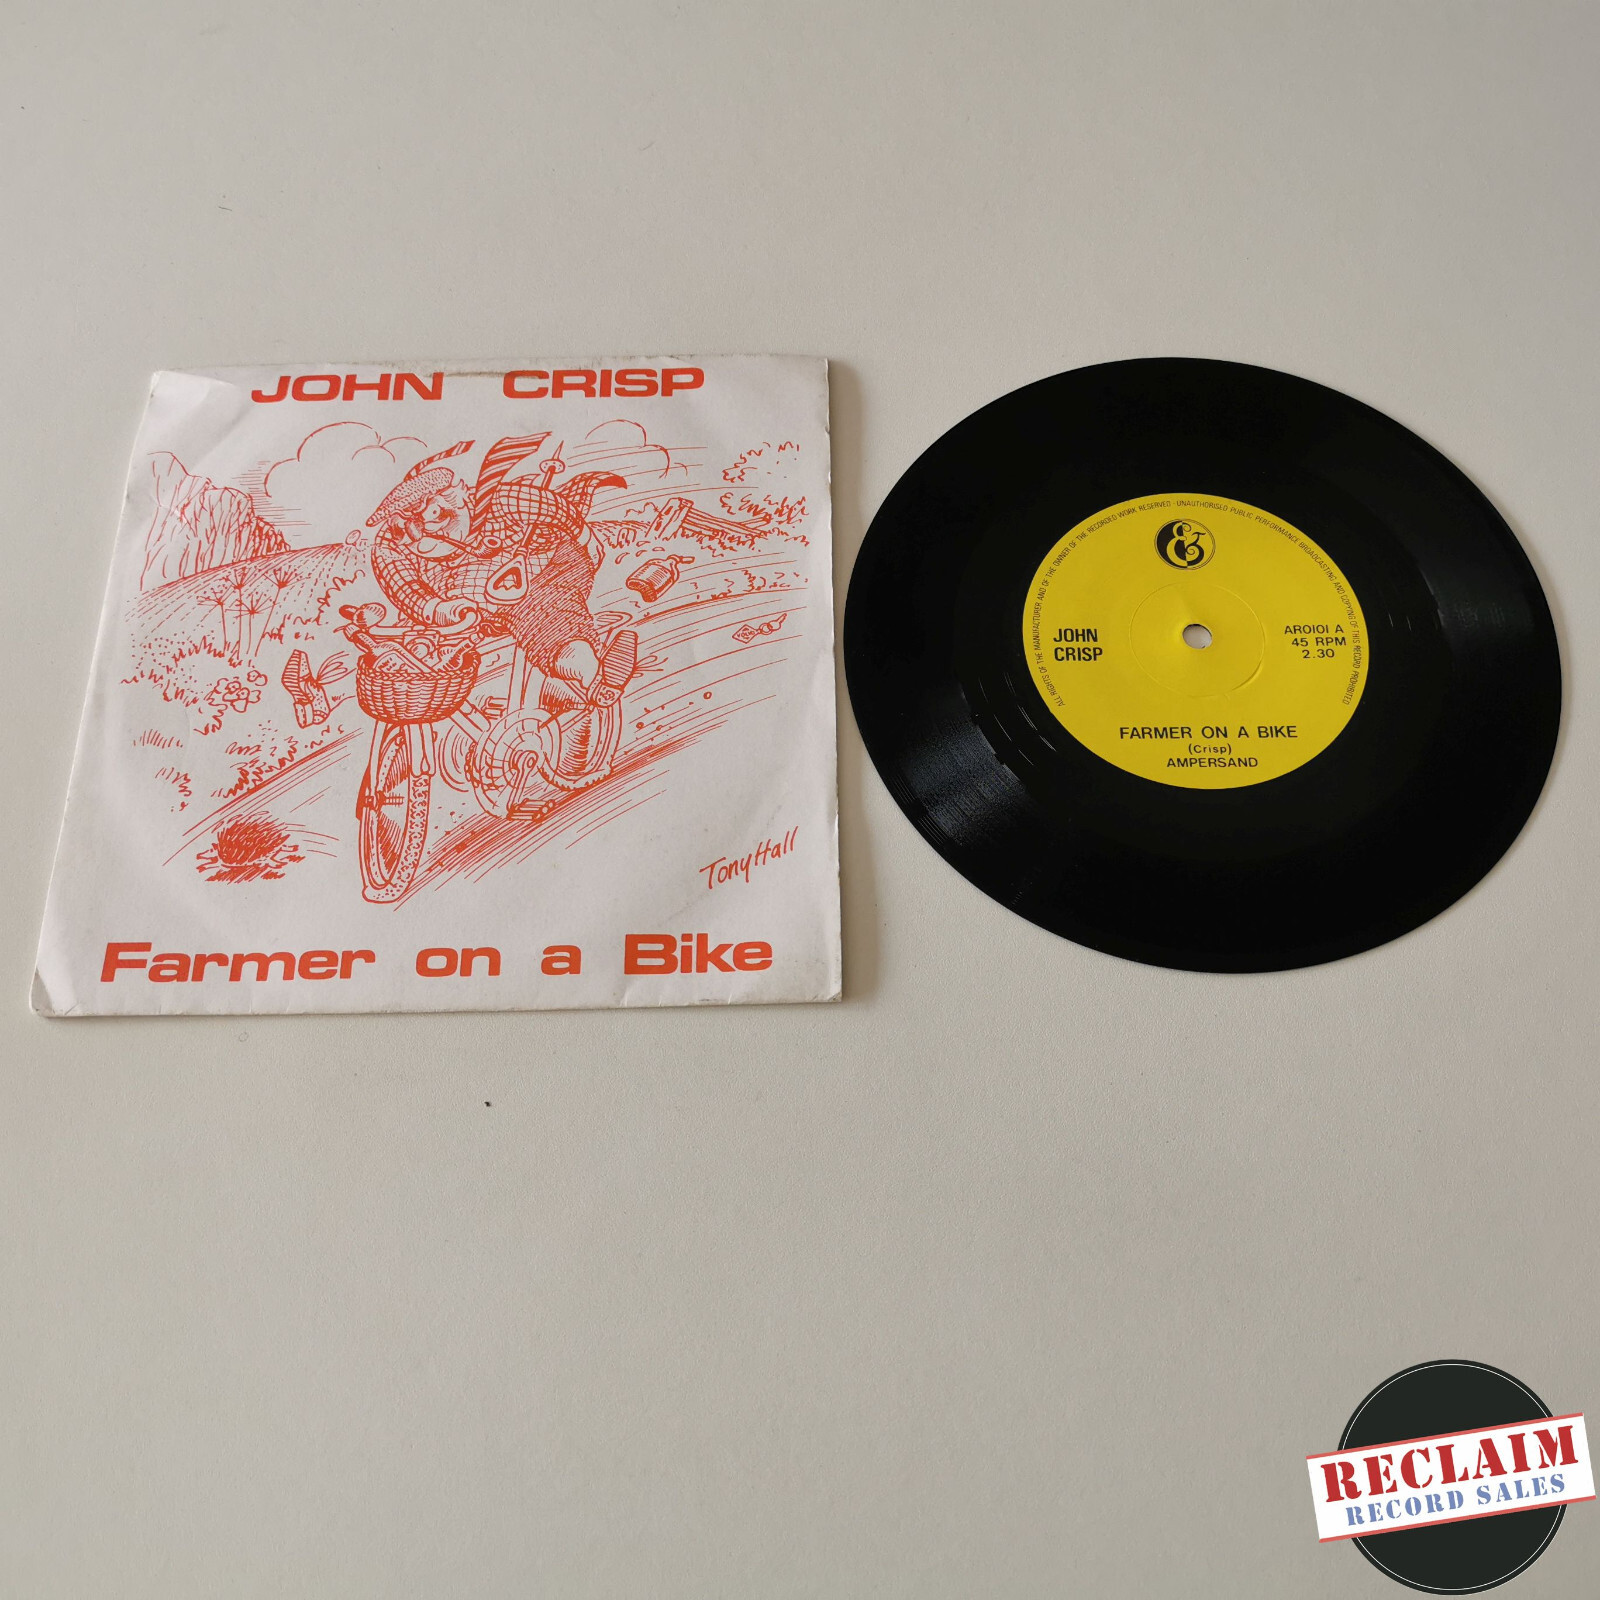 JOHN CRISP
Tony Hall
Farmer on a Bike
ALL RIGHTS OF THE MANUFACTURER AND OF THE OWNER OF THE RECORDED WORK RESERVED · UNAUTHORISED PUBLIC PERFORMANCE BROADCASTING AND COPYING OF THIS RECORD PROHIBITED
&
JOHN
CRISP
ARO101 A
45 RPM
2.30
FARMER ON A BIKE
(Crisp)
AMPERSAND
RECLAIM
RECORD SALES